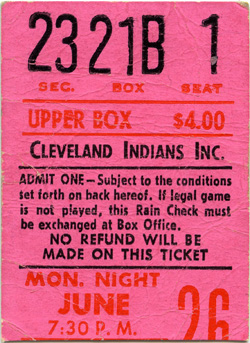 23 21B 1
SEC. BOX SEAT
UPPER BOX $4.00
CLEVELAND INDIANS INC.
ADMIT ONE—Subject to the conditions
set forth on back hereof. If legal game
is not played, this Rain Check must
be exchanged at Box Office.
NO REFUND WILL BE
MADE ON THIS TICKET
MON. NIGHT
JUNE 26
7:30 P. M.